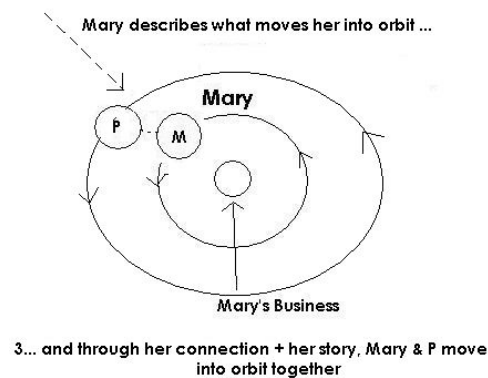 Mary describes what moves her into orbit ...
Mary
P
M
Mary's Business
3... and through her connection + her story, Mary & P move
into orbit together